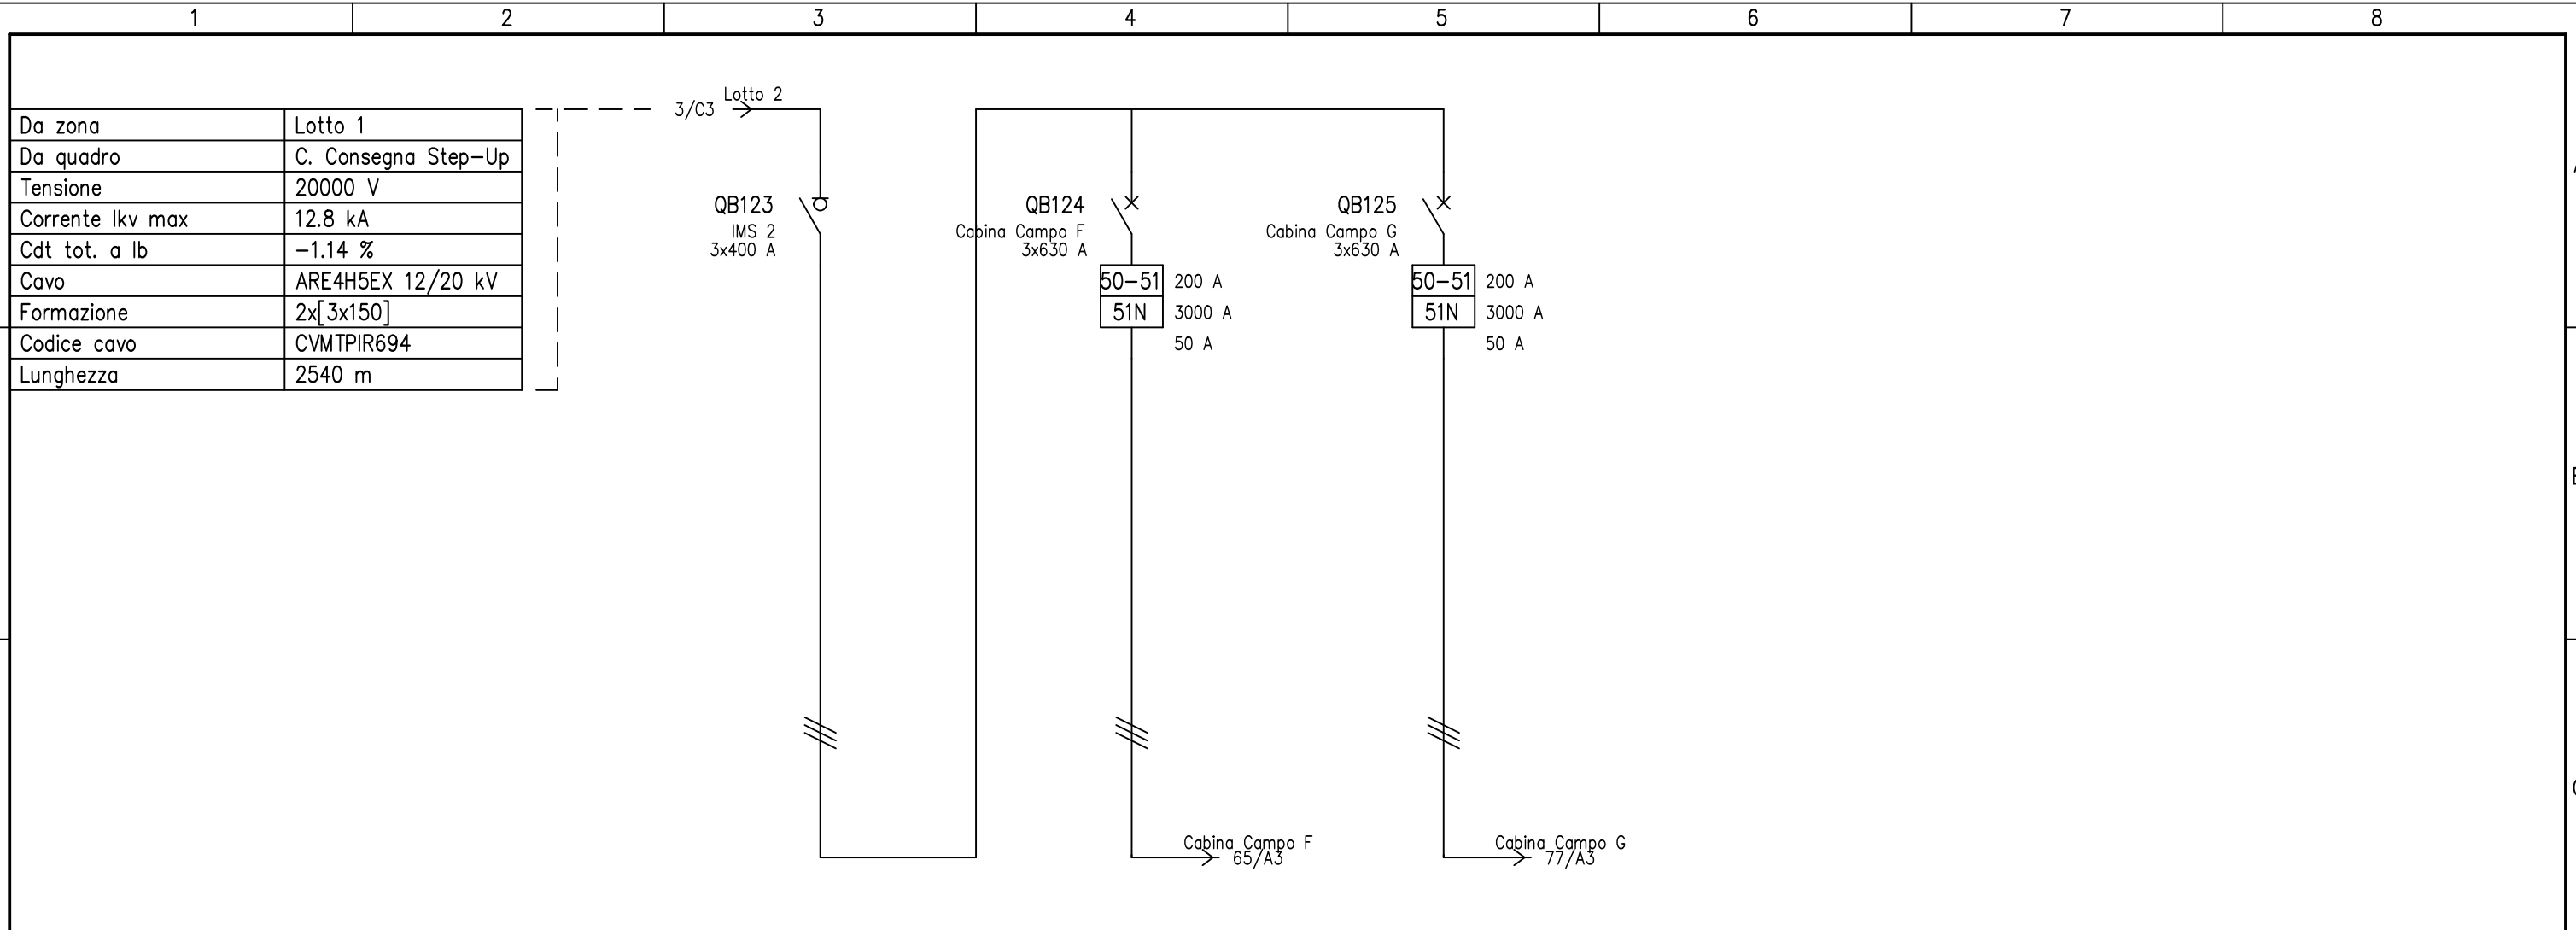 1 2 3 4 5 6 7 8
Da zona Lotto 1
Da quadro C. Consegna Step-Up
Tensione 20000 V
Corrente Ikv max 12.8 kA
Cdt tot. a Ib -1.14 %
Cavo ARE4H5EX 12/20 kV
Formazione 2x[3x150]
Codice cavo CVMTPIR694
Lunghezza 2540 m
Lotto 2
3/C3
QB123
IMS 2
3x400 A
QB124
Cabina Campo F
3x630 A
50-51 200 A
51N 3000 A
50 A
QB125
Cabina Campo G
3x630 A
50-51 200 A
51N 3000 A
50 A
Cabina Campo F
65/A3
Cabina Campo G
77/A3